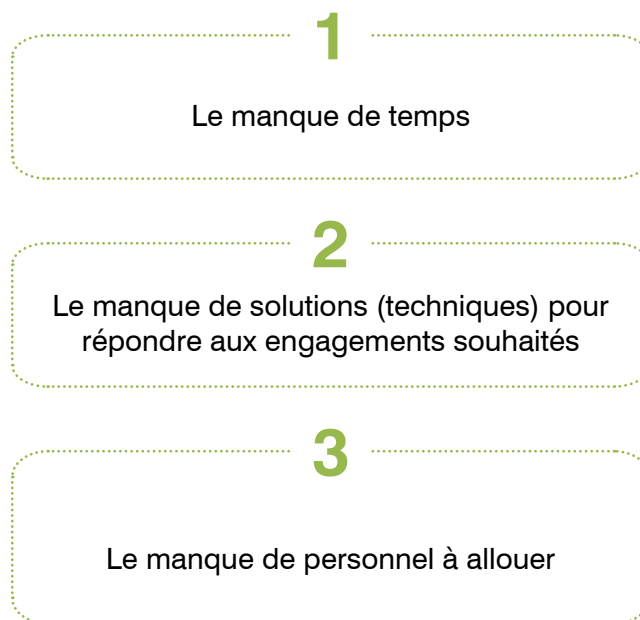 1
Le manque de temps
2
Le manque de solutions (techniques) pour
répondre aux engagements souhaités
3
Le manque de personnel à allouer